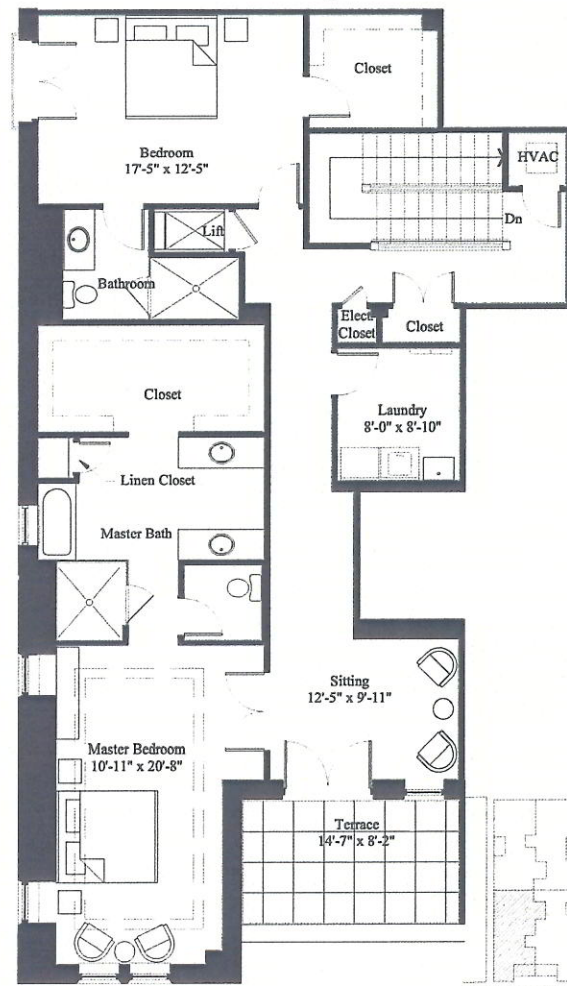 Closet
Bedroom
17'-5" x 12'-5"
HVAC
Lift
Dn
Bathroom
Elect
Closet
Closet
Closet
Laundry
8'-0" x 8'-10"
Linen Closet
Master Bath
Sitting
12'-5" x 9'-11"
Master Bedroom
10'-11" x 20'-8"
Terrace
14'-7" x 8'-2"